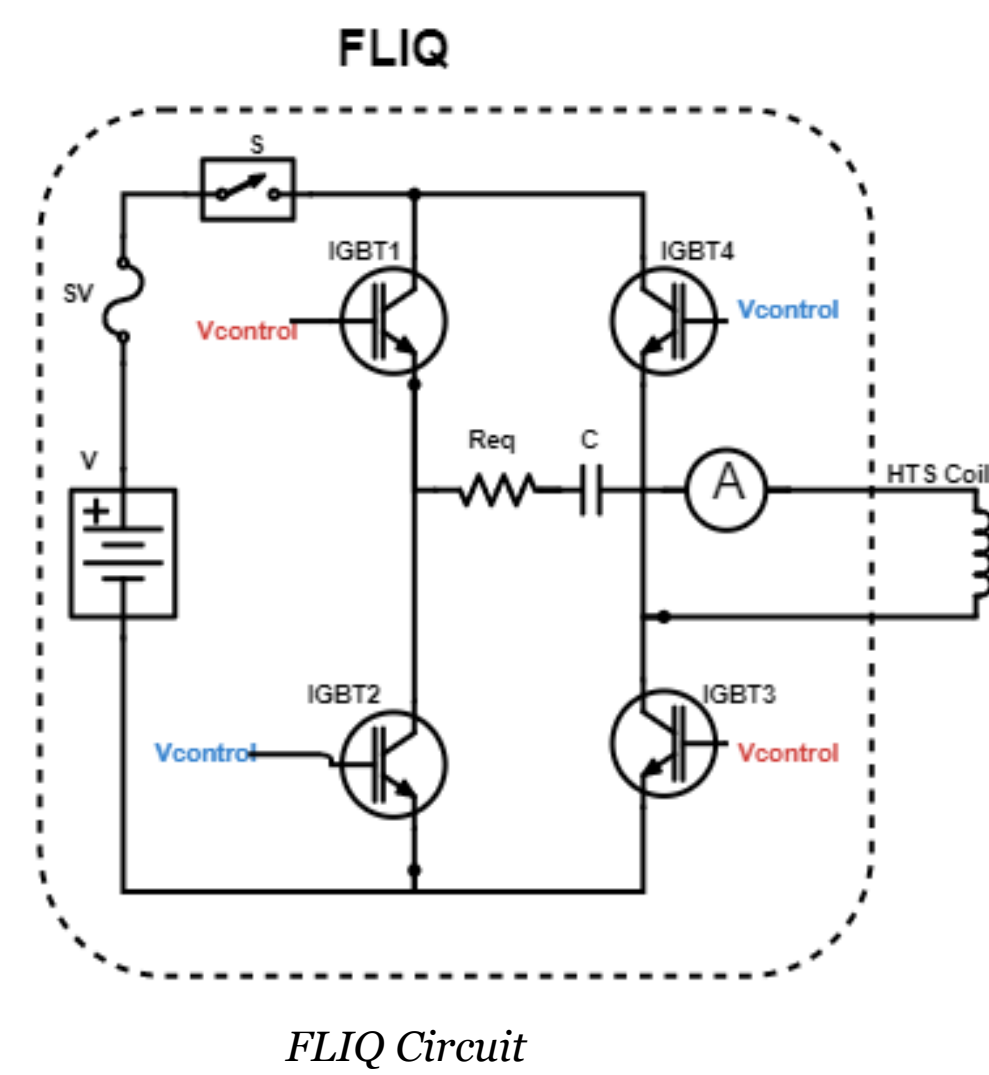 FLIQ
S
IGBT1
IGBT4
SV
Vcontrol
Vcontrol
Req
C
V
+
A
HTS Coil
IGBT2
IGBT3
Vcontrol
Vcontrol
FLIQ Circuit